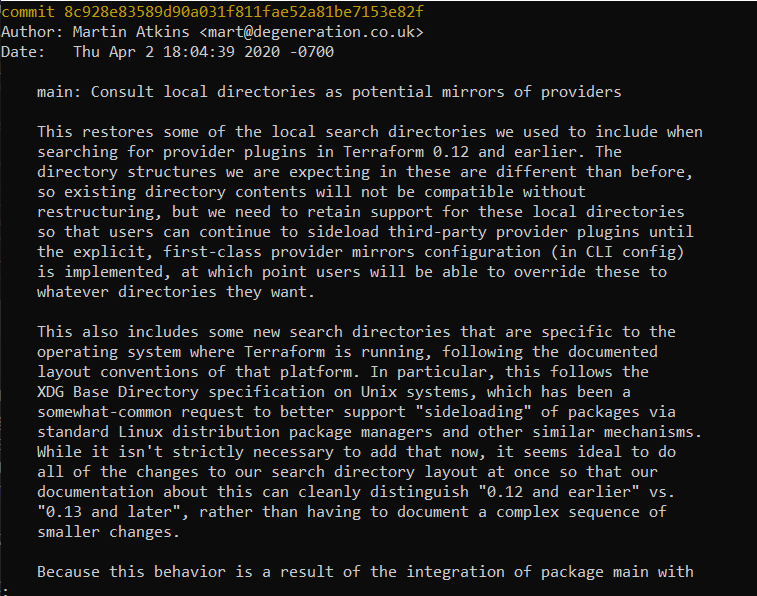 commit 8c928e83589d90a031f811fae52a81be7153e82f
Author: Martin Atkins <mart@degeneration.co.uk>
Date:   Thu Apr 2 18:04:39 2020 -0700
main: Consult local directories as potential mirrors of providers
This restores some of the local search directories we used to include when
searching for provider plugins in Terraform 0.12 and earlier. The
directory structures we are expecting in these are different than before,
so existing directory contents will not be compatible without
restructuring, but we need to retain support for these local directories
so that users can continue to sideload third-party provider plugins until
the explicit, first-class provider mirrors configuration (in CLI config)
is implemented, at which point users will be able to override these to
whatever directories they want.
This also includes some new search directories that are specific to the
operating system where Terraform is running, following the documented
layout conventions of that platform. In particular, this follows the
XDG Base Directory specification on Unix systems, which has been a
somewhat-common request to better support "sideloading" of packages via
standard Linux distribution package managers and other similar mechanisms.
While it isn't strictly necessary to add that now, it seems ideal to do
all of the changes to our search directory layout at once so that our
documentation about this can cleanly distinguish "0.12 and earlier" vs.
"0.13 and later", rather than having to document a complex sequence of
smaller changes.
Because this behavior is a result of the integration of package main with
: